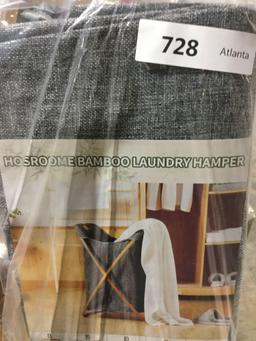 728 Atlanta
HOSROOME BAMBOO LAUNDRY HAMPER